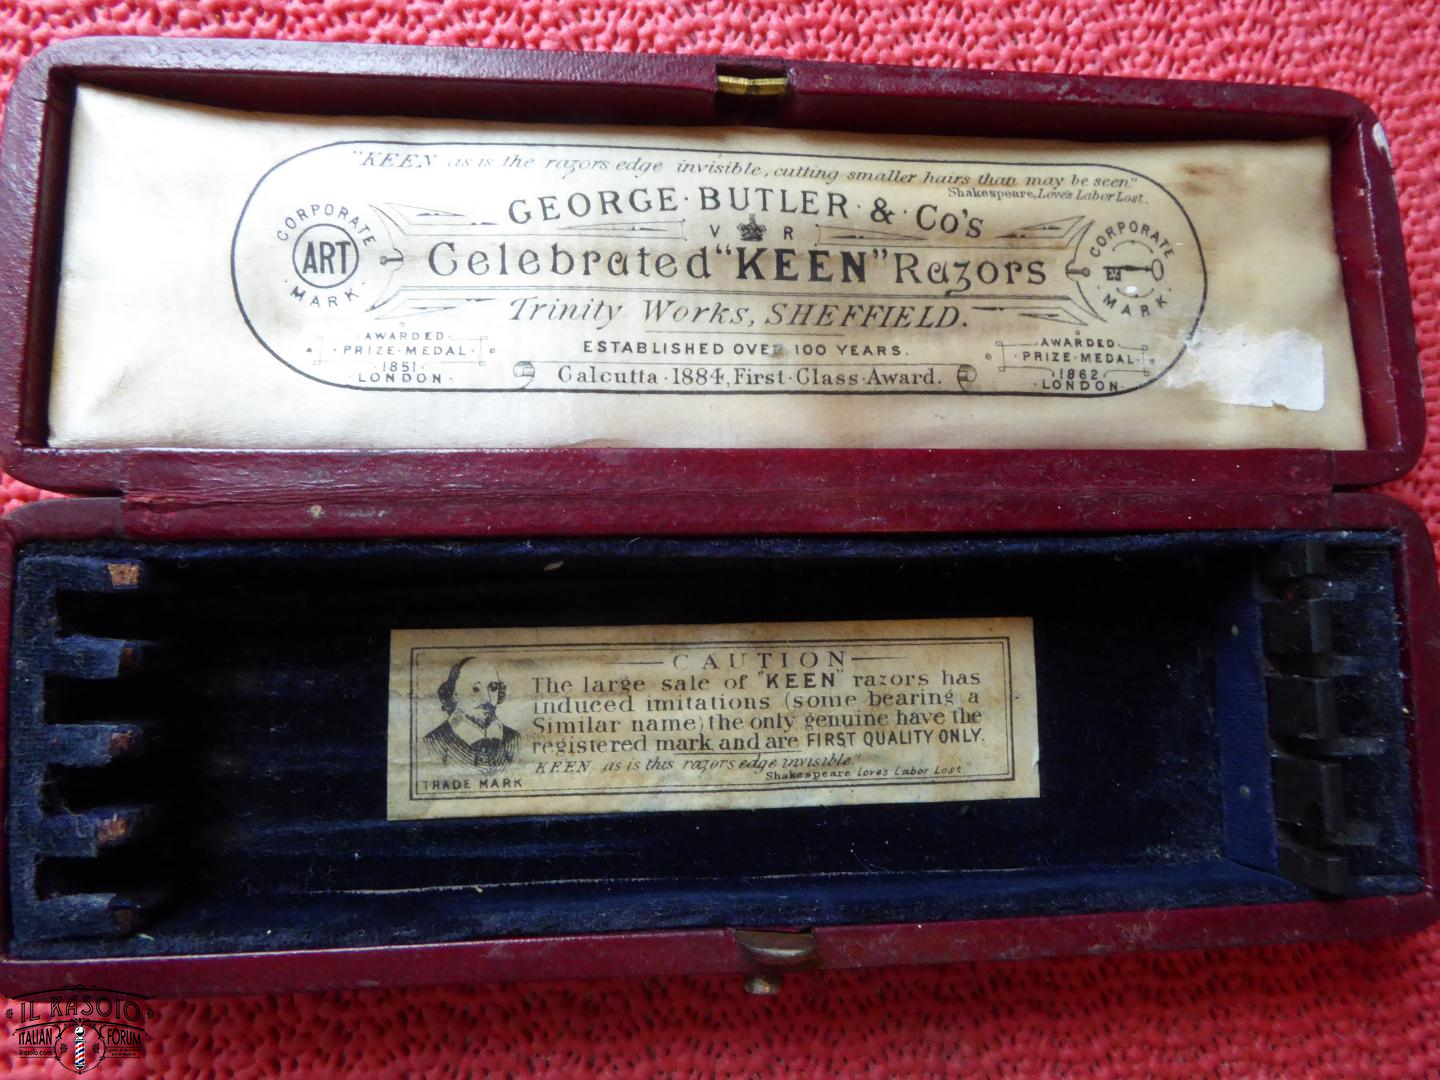 "KEEN as is the razors edge invisible, cutting smaller hairs than may be seen"
Shakespeare, Love's Labor Lost.
GEORGE · BUTLER · & · Co's
V R
Celebrated "KEEN" Razors
Trinity Works, SHEFFIELD.
ESTABLISHED OVER 100 YEARS.
Calcutta · 1884, First · Class · Award.
CORPORATE
ART
· MARK ·
· AWARDED ·
· PRIZE · MEDAL ·
· 1851 ·
LONDON ·
CORPORATE
· MARK ·
· AWARDED
· PRIZE · MEDAL ·
· 1862 ·
· LONDON ·
CAUTION
The large sale of "KEEN" razors has
induced imitations (some bearing a
Similar name) the only genuine have the
registered mark and are FIRST QUALITY ONLY.
"KEEN as is this razors edge invisible."
Shakespeare Love's Labor Lost
TRADE MARK
IL RASOIO
ITALIAN FORUM
ilrasoio.com